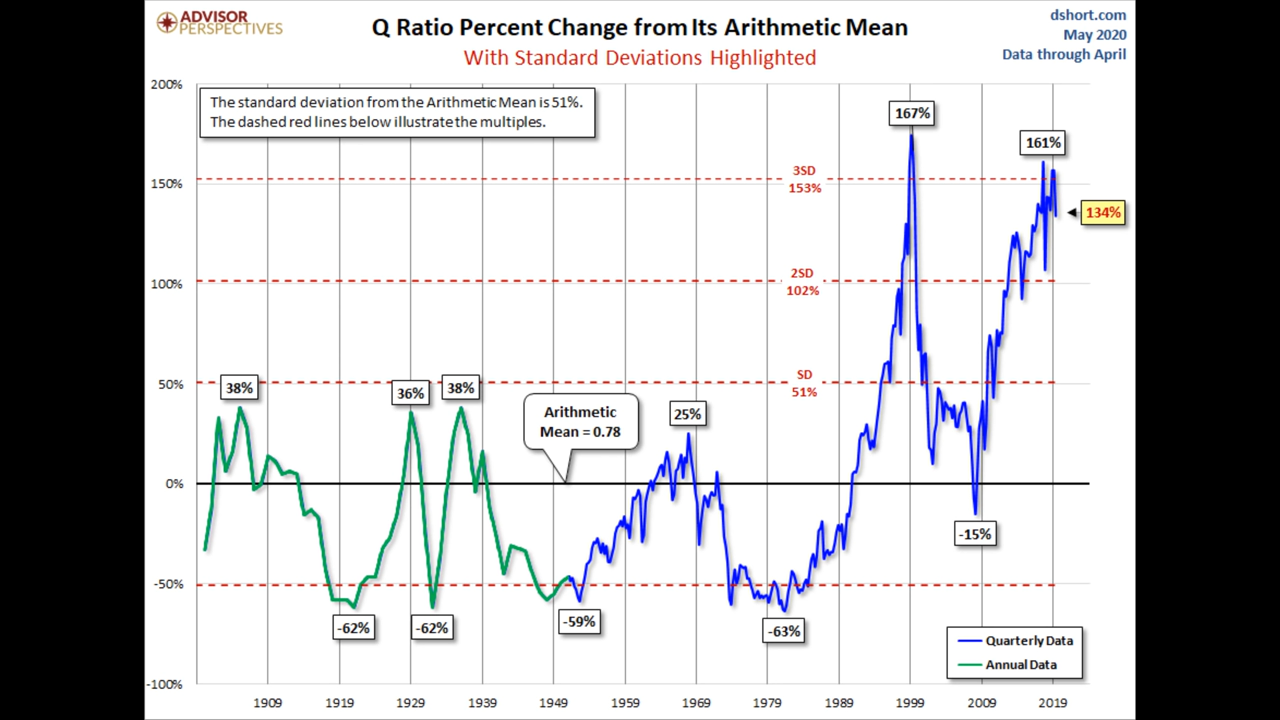 ADVISOR
PERSPECTIVES
Q Ratio Percent Change from Its Arithmetic Mean
With Standard Deviations Highlighted
dshort.com
May 2020
Data through April
The standard deviation from the Arithmetic Mean is 51%.
The dashed red lines below illustrate the multiples.
200%
150%
100%
50%
0%
-50%
-100%
3SD
153%
2SD
102%
SD
51%
38%
36%
38%
Arithmetic
Mean = 0.78
25%
167%
161%
134%
-62%
-62%
-59%
-63%
-15%
Quarterly Data
Annual Data
1909 1919 1929 1939 1949 1959 1969 1979 1989 1999 2009 2019